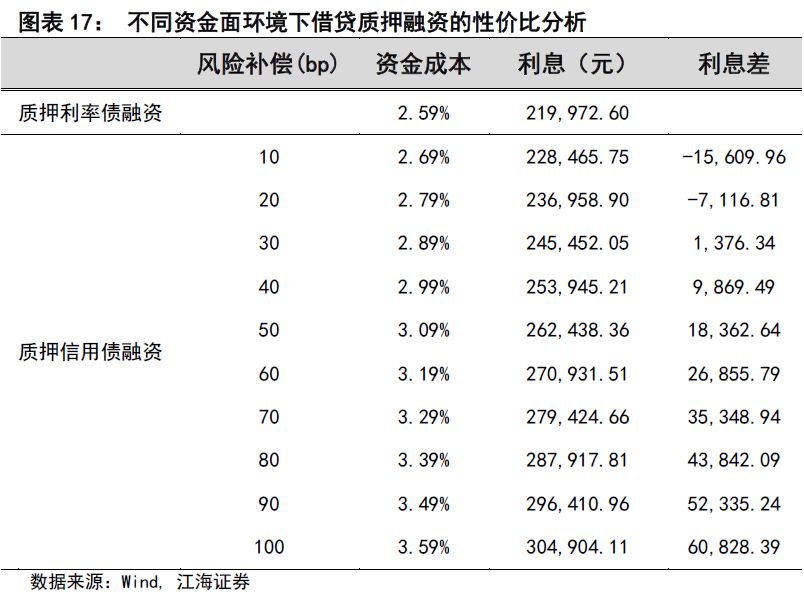 图表 17： 不同资金面环境下借贷质押融资的性价比分析
风险补偿(bp) 资金成本 利息（元） 利息差
质押利率债融资 2.59% 219,972.60
10 2.69% 228,465.75 -15,609.96
20 2.79% 236,958.90 -7,116.81
30 2.89% 245,452.05 1,376.34
40 2.99% 253,945.21 9,869.49
50 3.09% 262,438.36 18,362.64
质押信用债融资
60 3.19% 270,931.51 26,855.79
70 3.29% 279,424.66 35,348.94
80 3.39% 287,917.81 43,842.09
90 3.49% 296,410.96 52,335.24
100 3.59% 304,904.11 60,828.39
数据来源：Wind, 江海证券